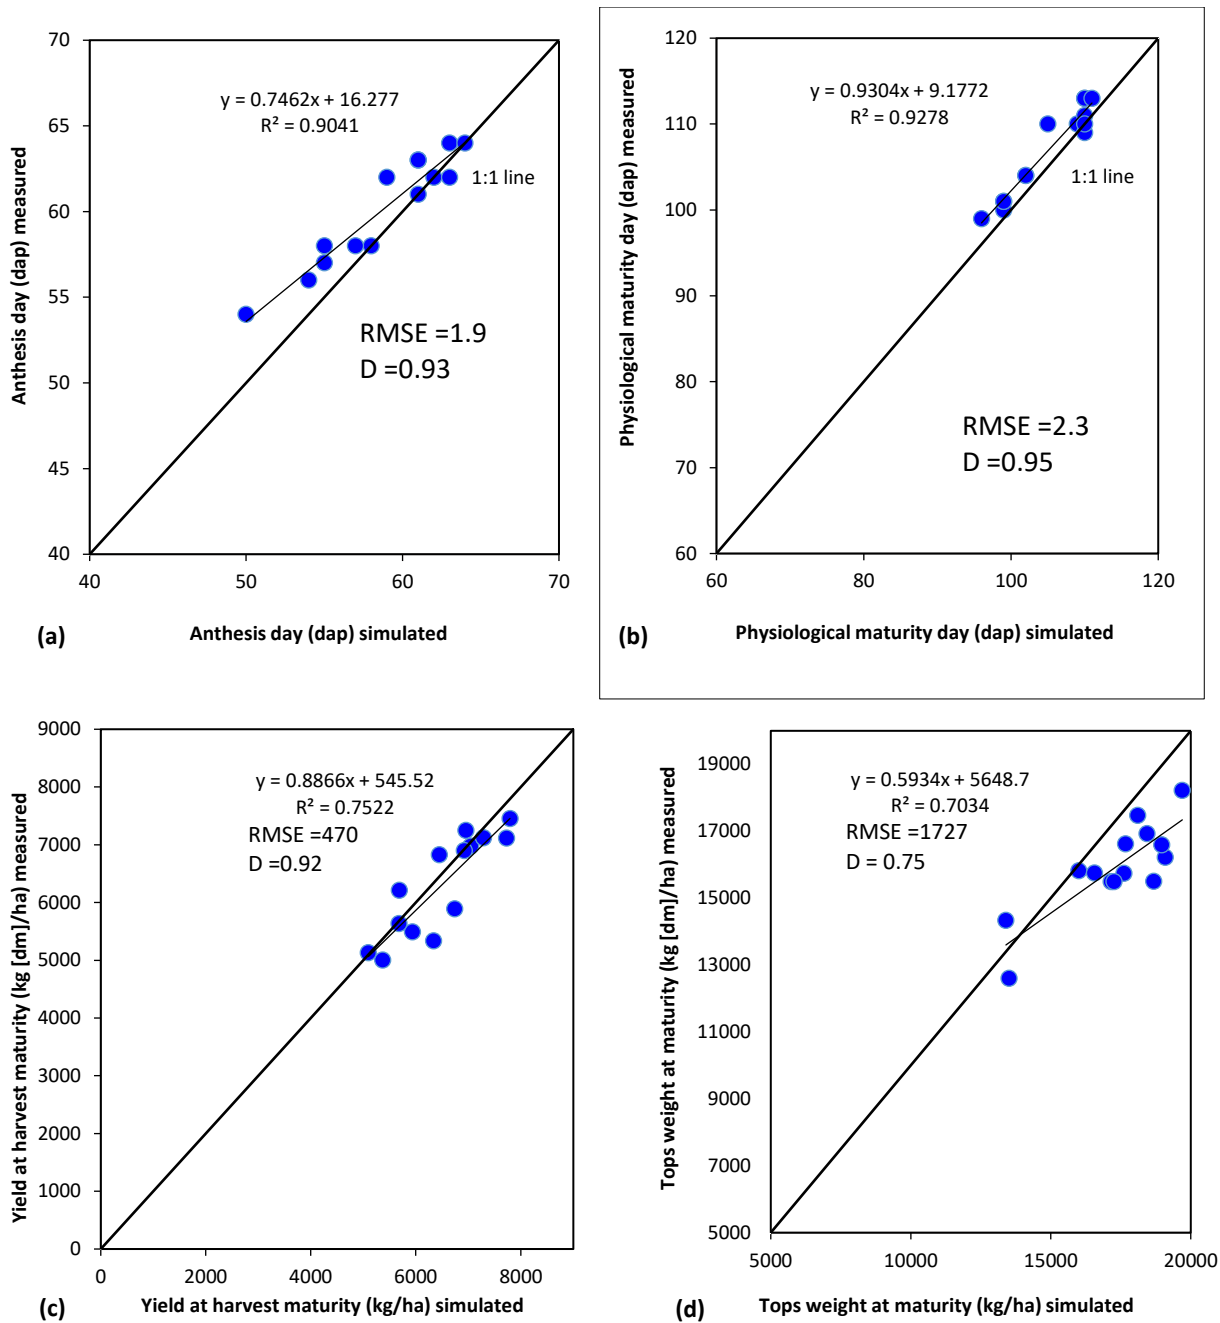 70
65
60
55
50
45
40
40
50
60
70
Anthesis day (dap) measured
y = 0.7462x + 16.277
R² = 0.9041
1:1 line
RMSE =1.9
D =0.93
(a)
Anthesis day (dap) simulated
120
110
100
90
80
70
60
60
80
100
120
Physiological maturity day (dap) measured
y = 0.9304x + 9.1772
R² = 0.9278
1:1 line
RMSE =2.3
D =0.95
(b)
Physiological maturity day (dap) simulated
9000
8000
7000
6000
5000
4000
3000
2000
1000
0
0
2000
4000
6000
8000
Yield at harvest maturity (kg [dm]/ha) measured
y = 0.8866x + 545.52
R² = 0.7522
RMSE =470
D =0.92
(c)
Yield at harvest maturity (kg/ha) simulated
19000
17000
15000
13000
11000
9000
7000
5000
5000
10000
15000
20000
Tops weight at maturity (kg [dm]/ha) measured
y = 0.5934x + 5648.7
R² = 0.7034
RMSE =1727
D = 0.75
(d)
Tops weight at maturity (kg/ha) simulated